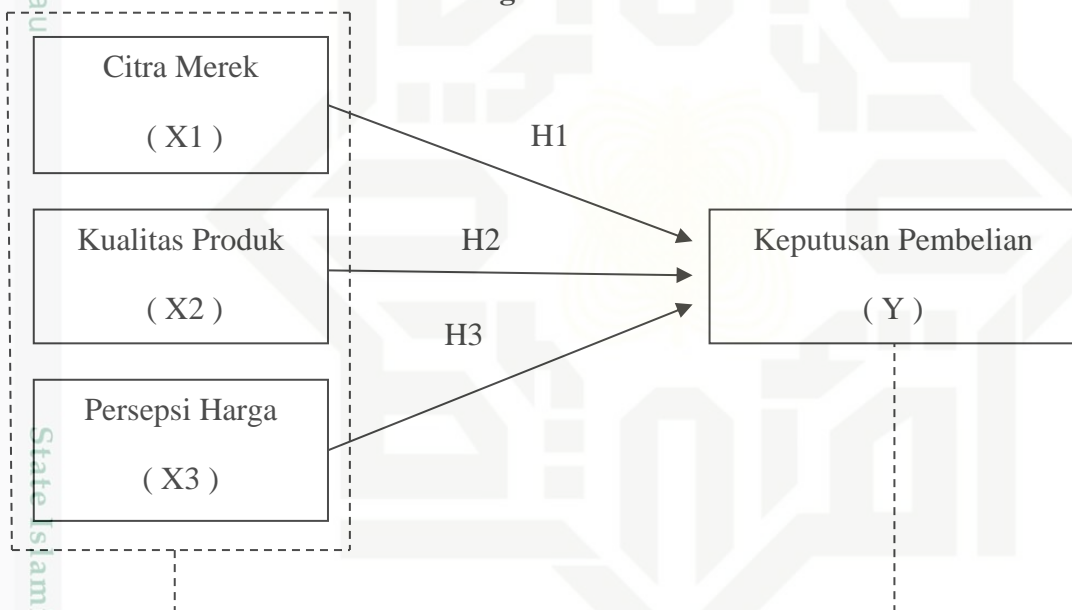 Citra Merek
( X1 )
H1
Kualitas Produk
( X2 )
H2
Keputusan Pembelian
( Y )
H3
Persepsi Harga
( X3 )
State Islam